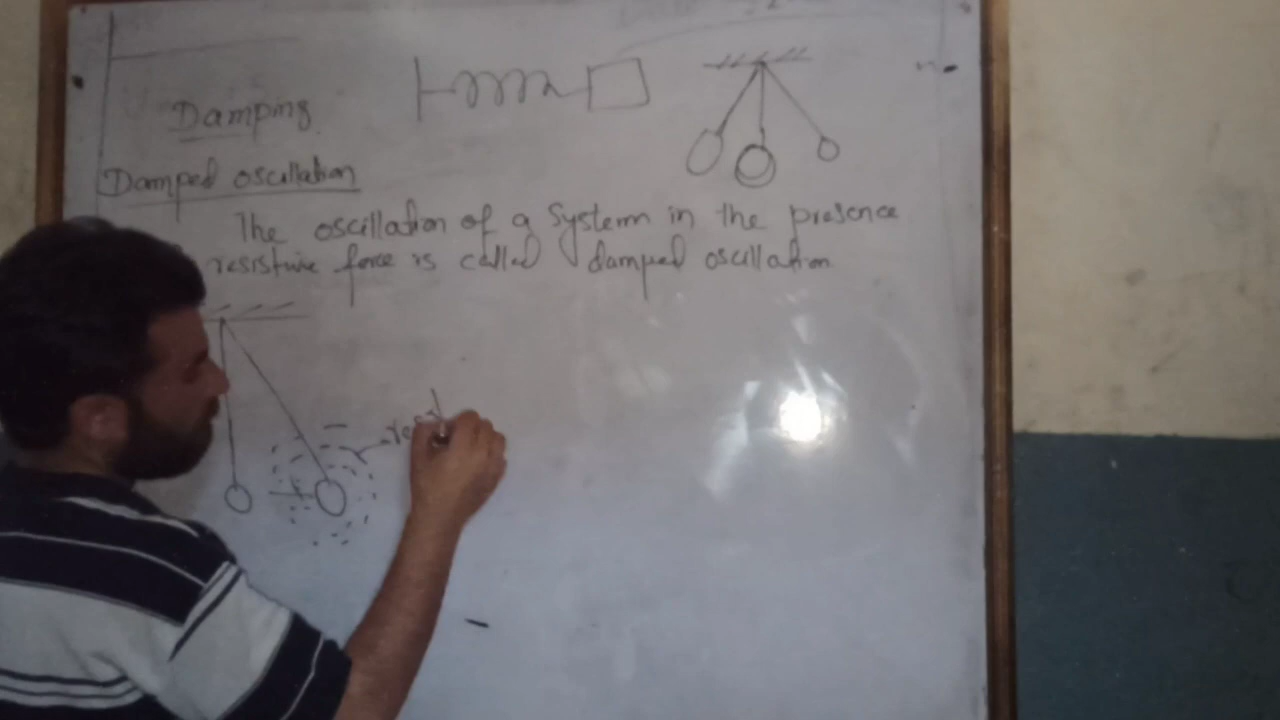 Damping
Damped oscillation
The oscillation of a system in the presence
resistive force is called damped oscillation.